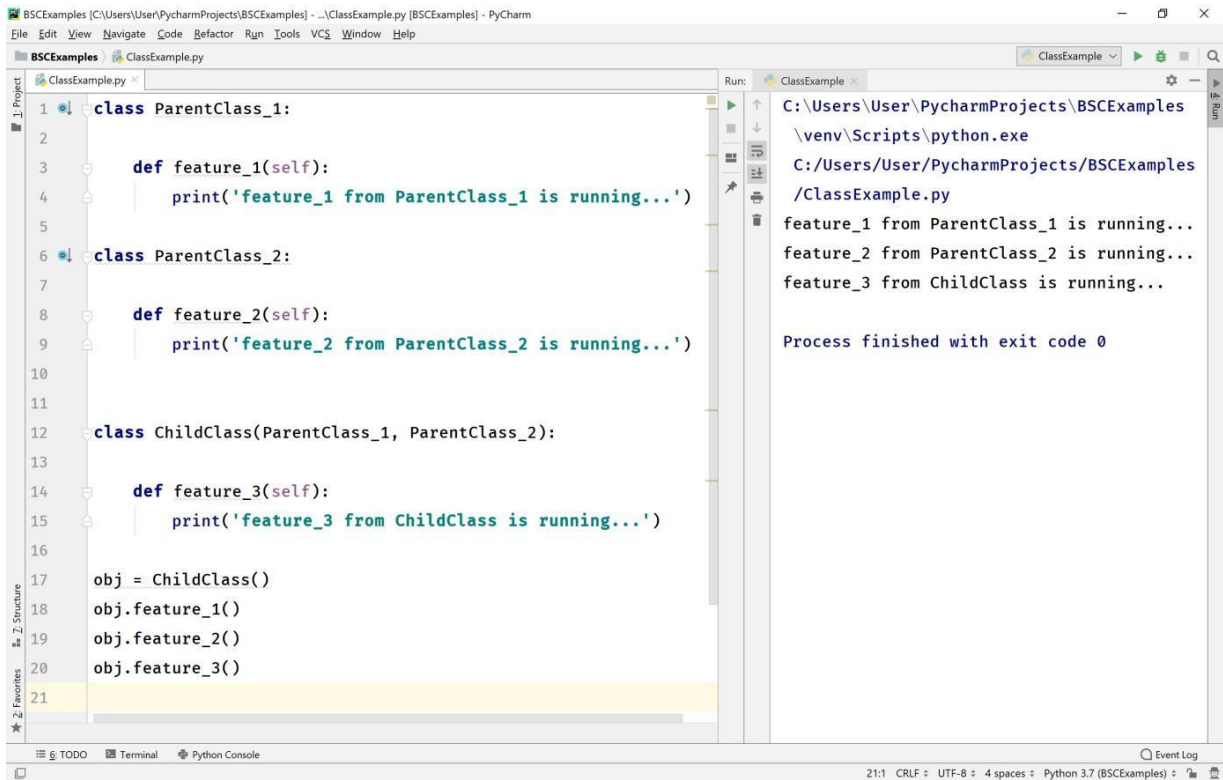 BSCExamples [C:\Users\User\PycharmProjects\BSCExamples] - ...\ClassExample.py [BSCExamples] - PyCharm
File Edit View Navigate Code Refactor Run Tools VCS Window Help
BSCExamples ClassExample.py
ClassExample
1: Project
ClassExample.py
1 class ParentClass_1:
2
3 def feature_1(self):
4 print('feature_1 from ParentClass_1 is running...')
5
6 class ParentClass_2:
7
8 def feature_2(self):
9 print('feature_2 from ParentClass_2 is running...')
10
11
12 class ChildClass(ParentClass_1, ParentClass_2):
13
14 def feature_3(self):
15 print('feature_3 from ChildClass is running...')
16
17 obj = ChildClass()
18 obj.feature_1()
19 obj.feature_2()
20 obj.feature_3()
21
7: Structure
2: Favorites
Run: ClassExample
4: Run
C:\Users\User\PycharmProjects\BSCExamples
\venv\Scripts\python.exe
C:/Users/User/PycharmProjects/BSCExamples
/ClassExample.py
feature_1 from ParentClass_1 is running...
feature_2 from ParentClass_2 is running...
feature_3 from ChildClass is running...
Process finished with exit code 0
6: TODO Terminal Python Console
Event Log
21:1 CRLF UTF-8 4 spaces Python 3.7 (BSCExamples)